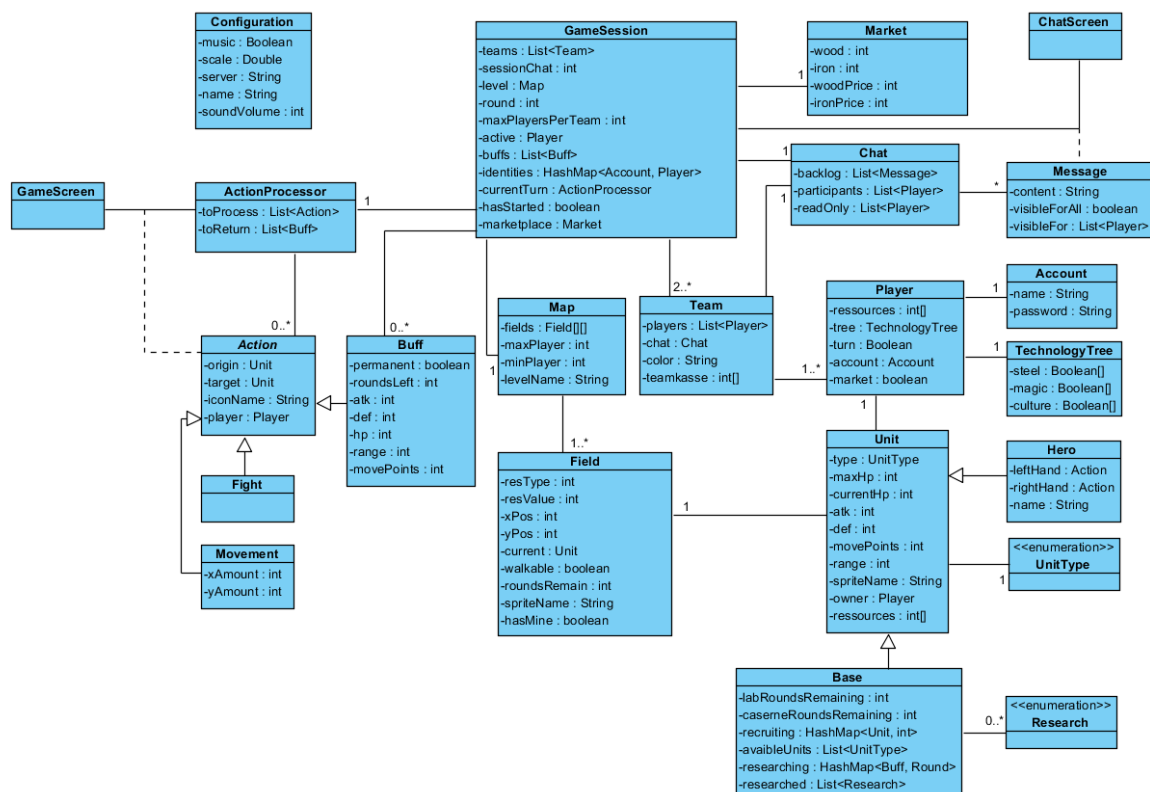 Configuration
-music : Boolean
-scale : Double
-server : String
-name : String
-soundVolume : int
GameSession
-teams : List<Team>
-sessionChat : int
-level : Map
-round : int
-maxPlayersPerTeam : int
-active : Player
-buffs : List<Buff>
-identities : HashMap<Account, Player>
-currentTurn : ActionProcessor
-hasStarted : boolean
-marketplace : Market
Market
-wood : int
-iron : int
-woodPrice : int
-ironPrice : int
1
ChatScreen
GameScreen
ActionProcessor
-toProcess : List<Action>
-toReturn : List<Buff>
1
1
1
Chat
-backlog : List<Message>
-participants : List<Player>
-readOnly : List<Player>
*
Message
-content : String
-visibleForAll : boolean
-visibleFor : List<Player>
0..*
0..*
1
2..*
Action
-origin : Unit
-target : Unit
-iconName : String
-player : Player
Buff
-permanent : boolean
-roundsLeft : int
-atk : int
-def : int
-hp : int
-range : int
-movePoints : int
Map
-fields : Field[][]
-maxPlayer : int
-minPlayer : int
-levelName : String
Team
-players : List<Player>
-chat : Chat
-color : String
-teamkasse : int[]
1..*
Player
-ressources : int[]
-tree : TechnologyTree
-turn : Boolean
-account : Account
-market : boolean
1
Account
-name : String
-password : String
1
TechnologyTree
-steel : Boolean[]
-magic : Boolean[]
-culture : Boolean[]
Fight
Movement
-xAmount : int
-yAmount : int
1..*
Field
-resType : int
-resValue : int
-xPos : int
-yPos : int
-current : Unit
-walkable : boolean
-roundsRemain : int
-spriteName : String
-hasMine : boolean
1
1
Unit
-type : UnitType
-maxHp : int
-currentHp : int
-atk : int
-def : int
-movePoints : int
-range : int
-spriteName : String
-owner : Player
-ressources : int[]
Hero
-leftHand : Action
-rightHand : Action
-name : String
<<enumeration>>
UnitType
1
Base
-labRoundsRemaining : int
-caserneRoundsRemaining : int
-recruiting : HashMap<Unit, int>
-avaibleUnits : List<UnitType>
-researching : HashMap<Buff, Round>
-researched : List<Research>
0..*
<<enumeration>>
Research